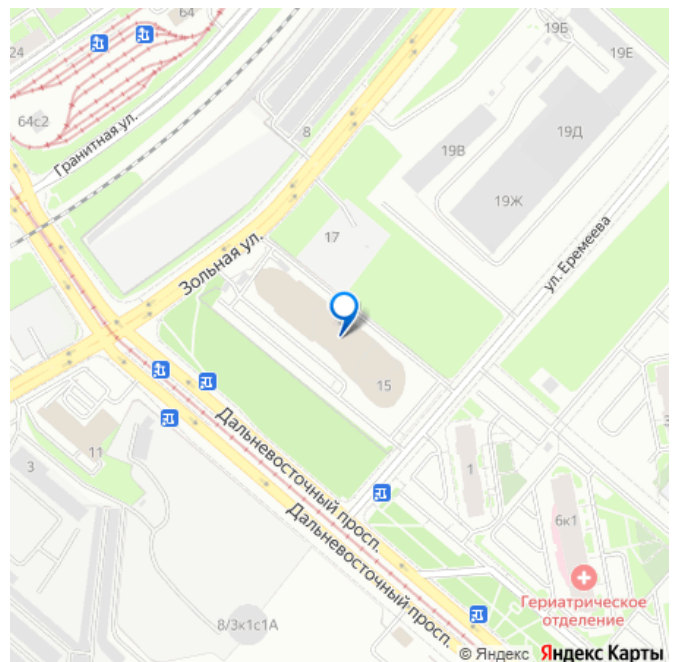 64
19Б
24
19Е
64с2
8
19Д
Гранитная ул.
19В
19Ж
17
Зольная ул.
ул. Еремеева
15
Дальневосточный просп.
11
3
1
Дальневосточный просп.
6к1
Гериатрическое
отделение
8/3к1с1А
© Яндекс Яндекс Карты